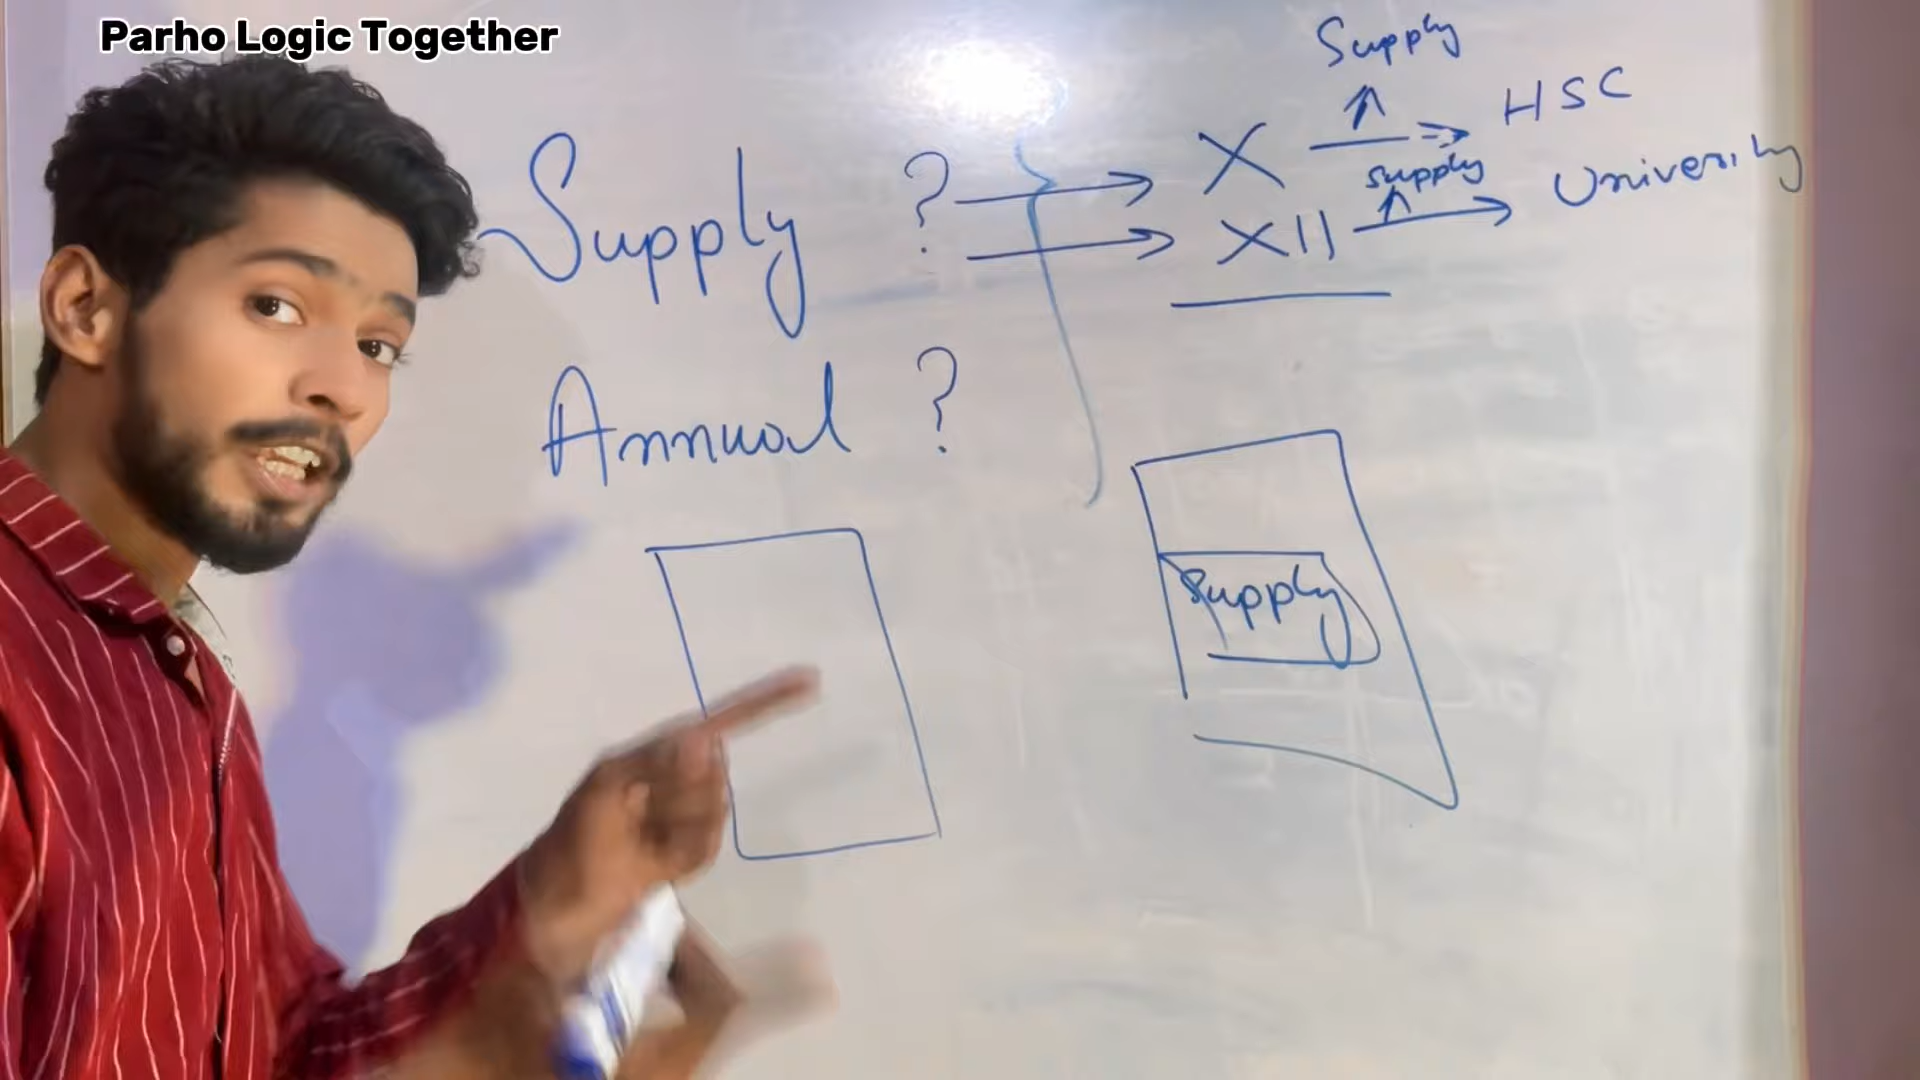 Parho Logic Together
Supply
HSC
Supply ? → X ⇒
supply
→ XII → University
Annual ?
Supply